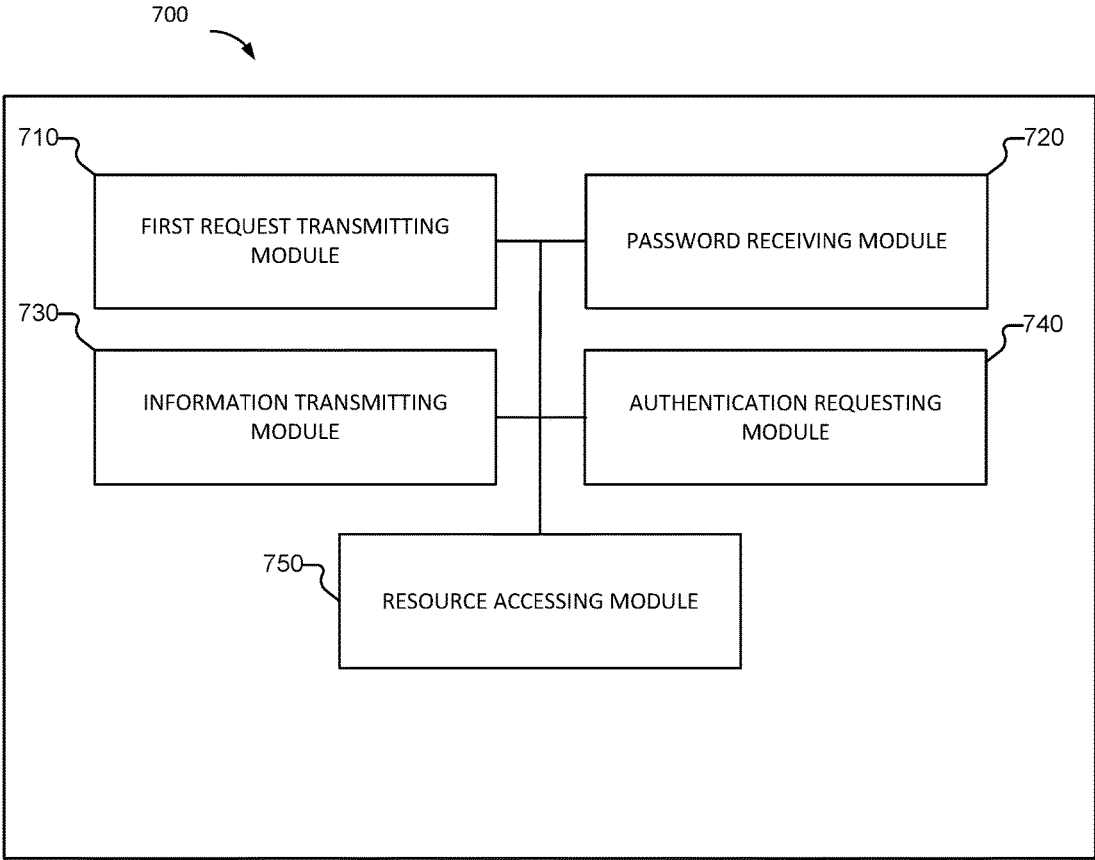 700
710
720
FIRST REQUEST TRANSMITTING
MODULE
PASSWORD RECEIVING MODULE
730
740
INFORMATION TRANSMITTING
MODULE
AUTHENTICATION REQUESTING
MODULE
750
RESOURCE ACCESSING MODULE